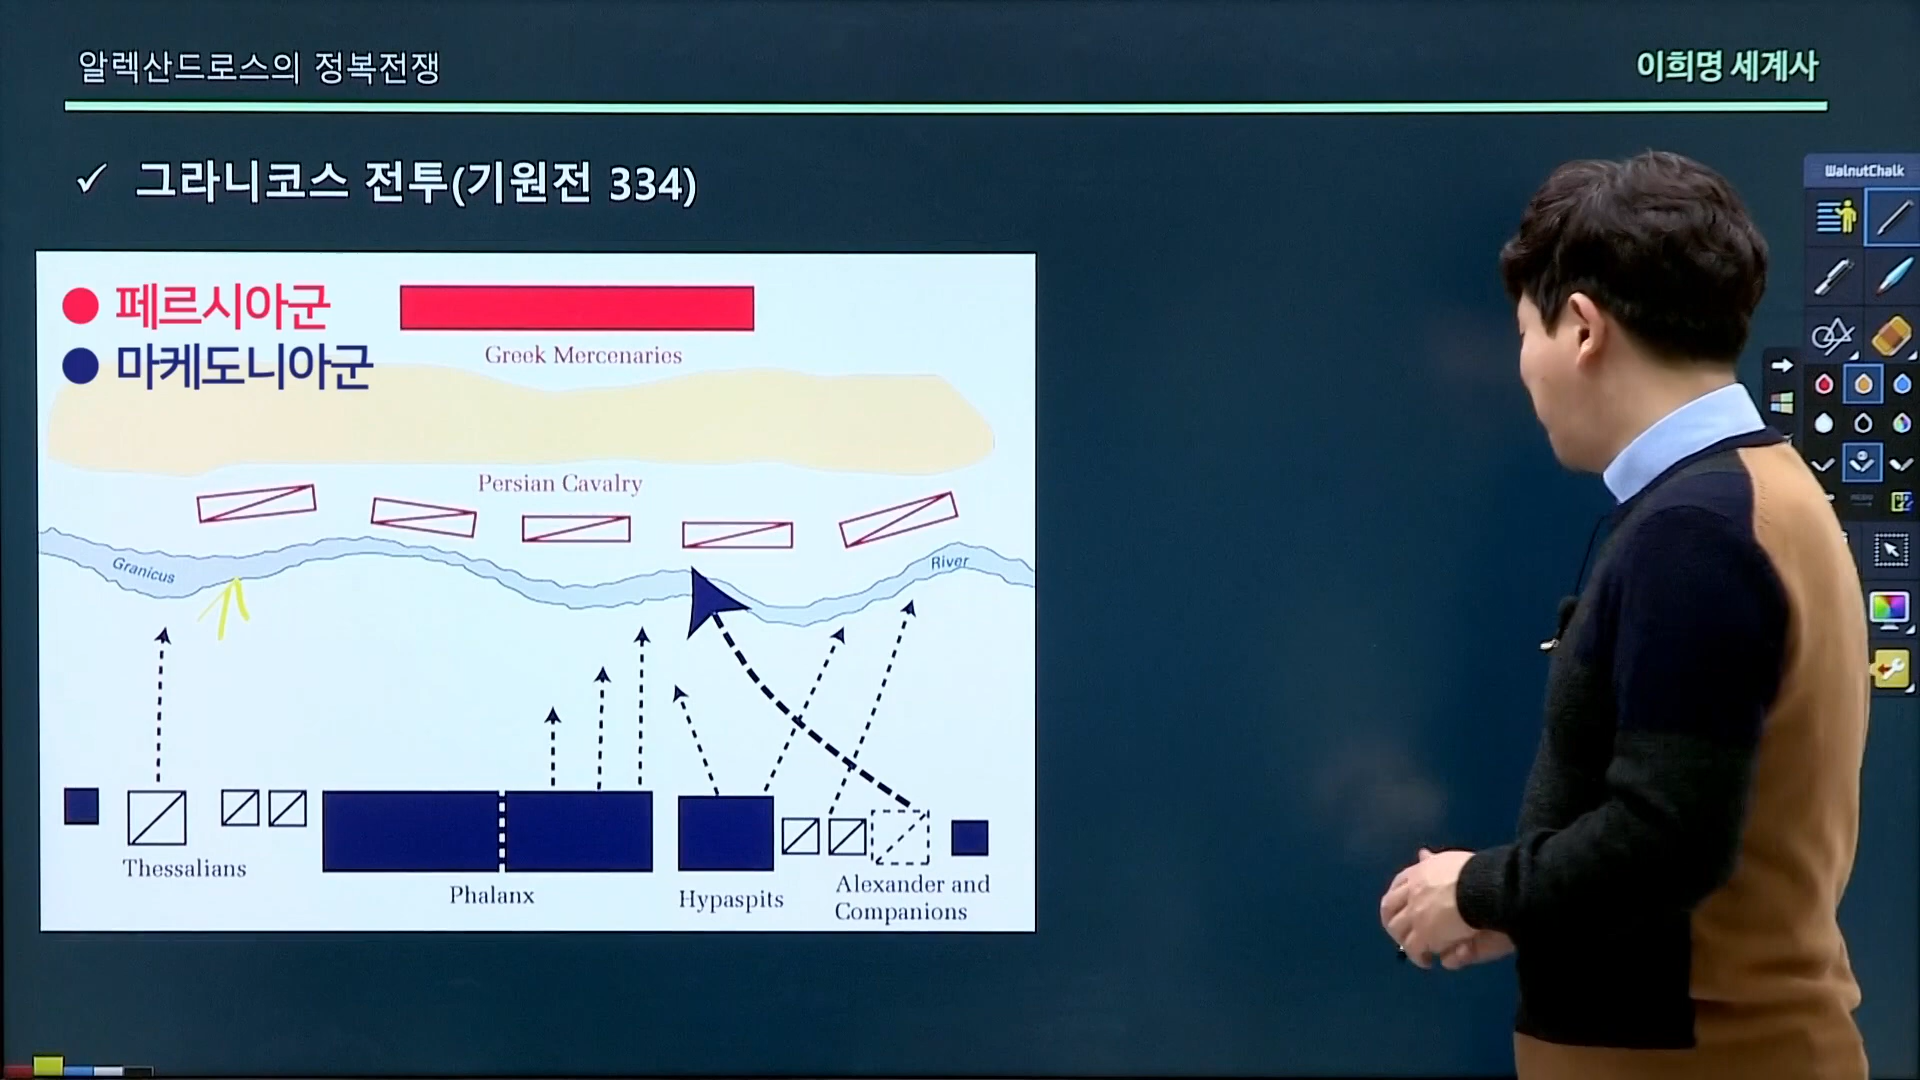 알렉산드로스의 정복전쟁
이희명 세계사
✓ 그라니코스 전투(기원전 334)
페르시아군
마케도니아군
Greek Mercenaries
Persian Cavalry
Granicus
River
Thessalians
Phalanx
Hypaspits
Alexander and
Companions
WalnutChalk